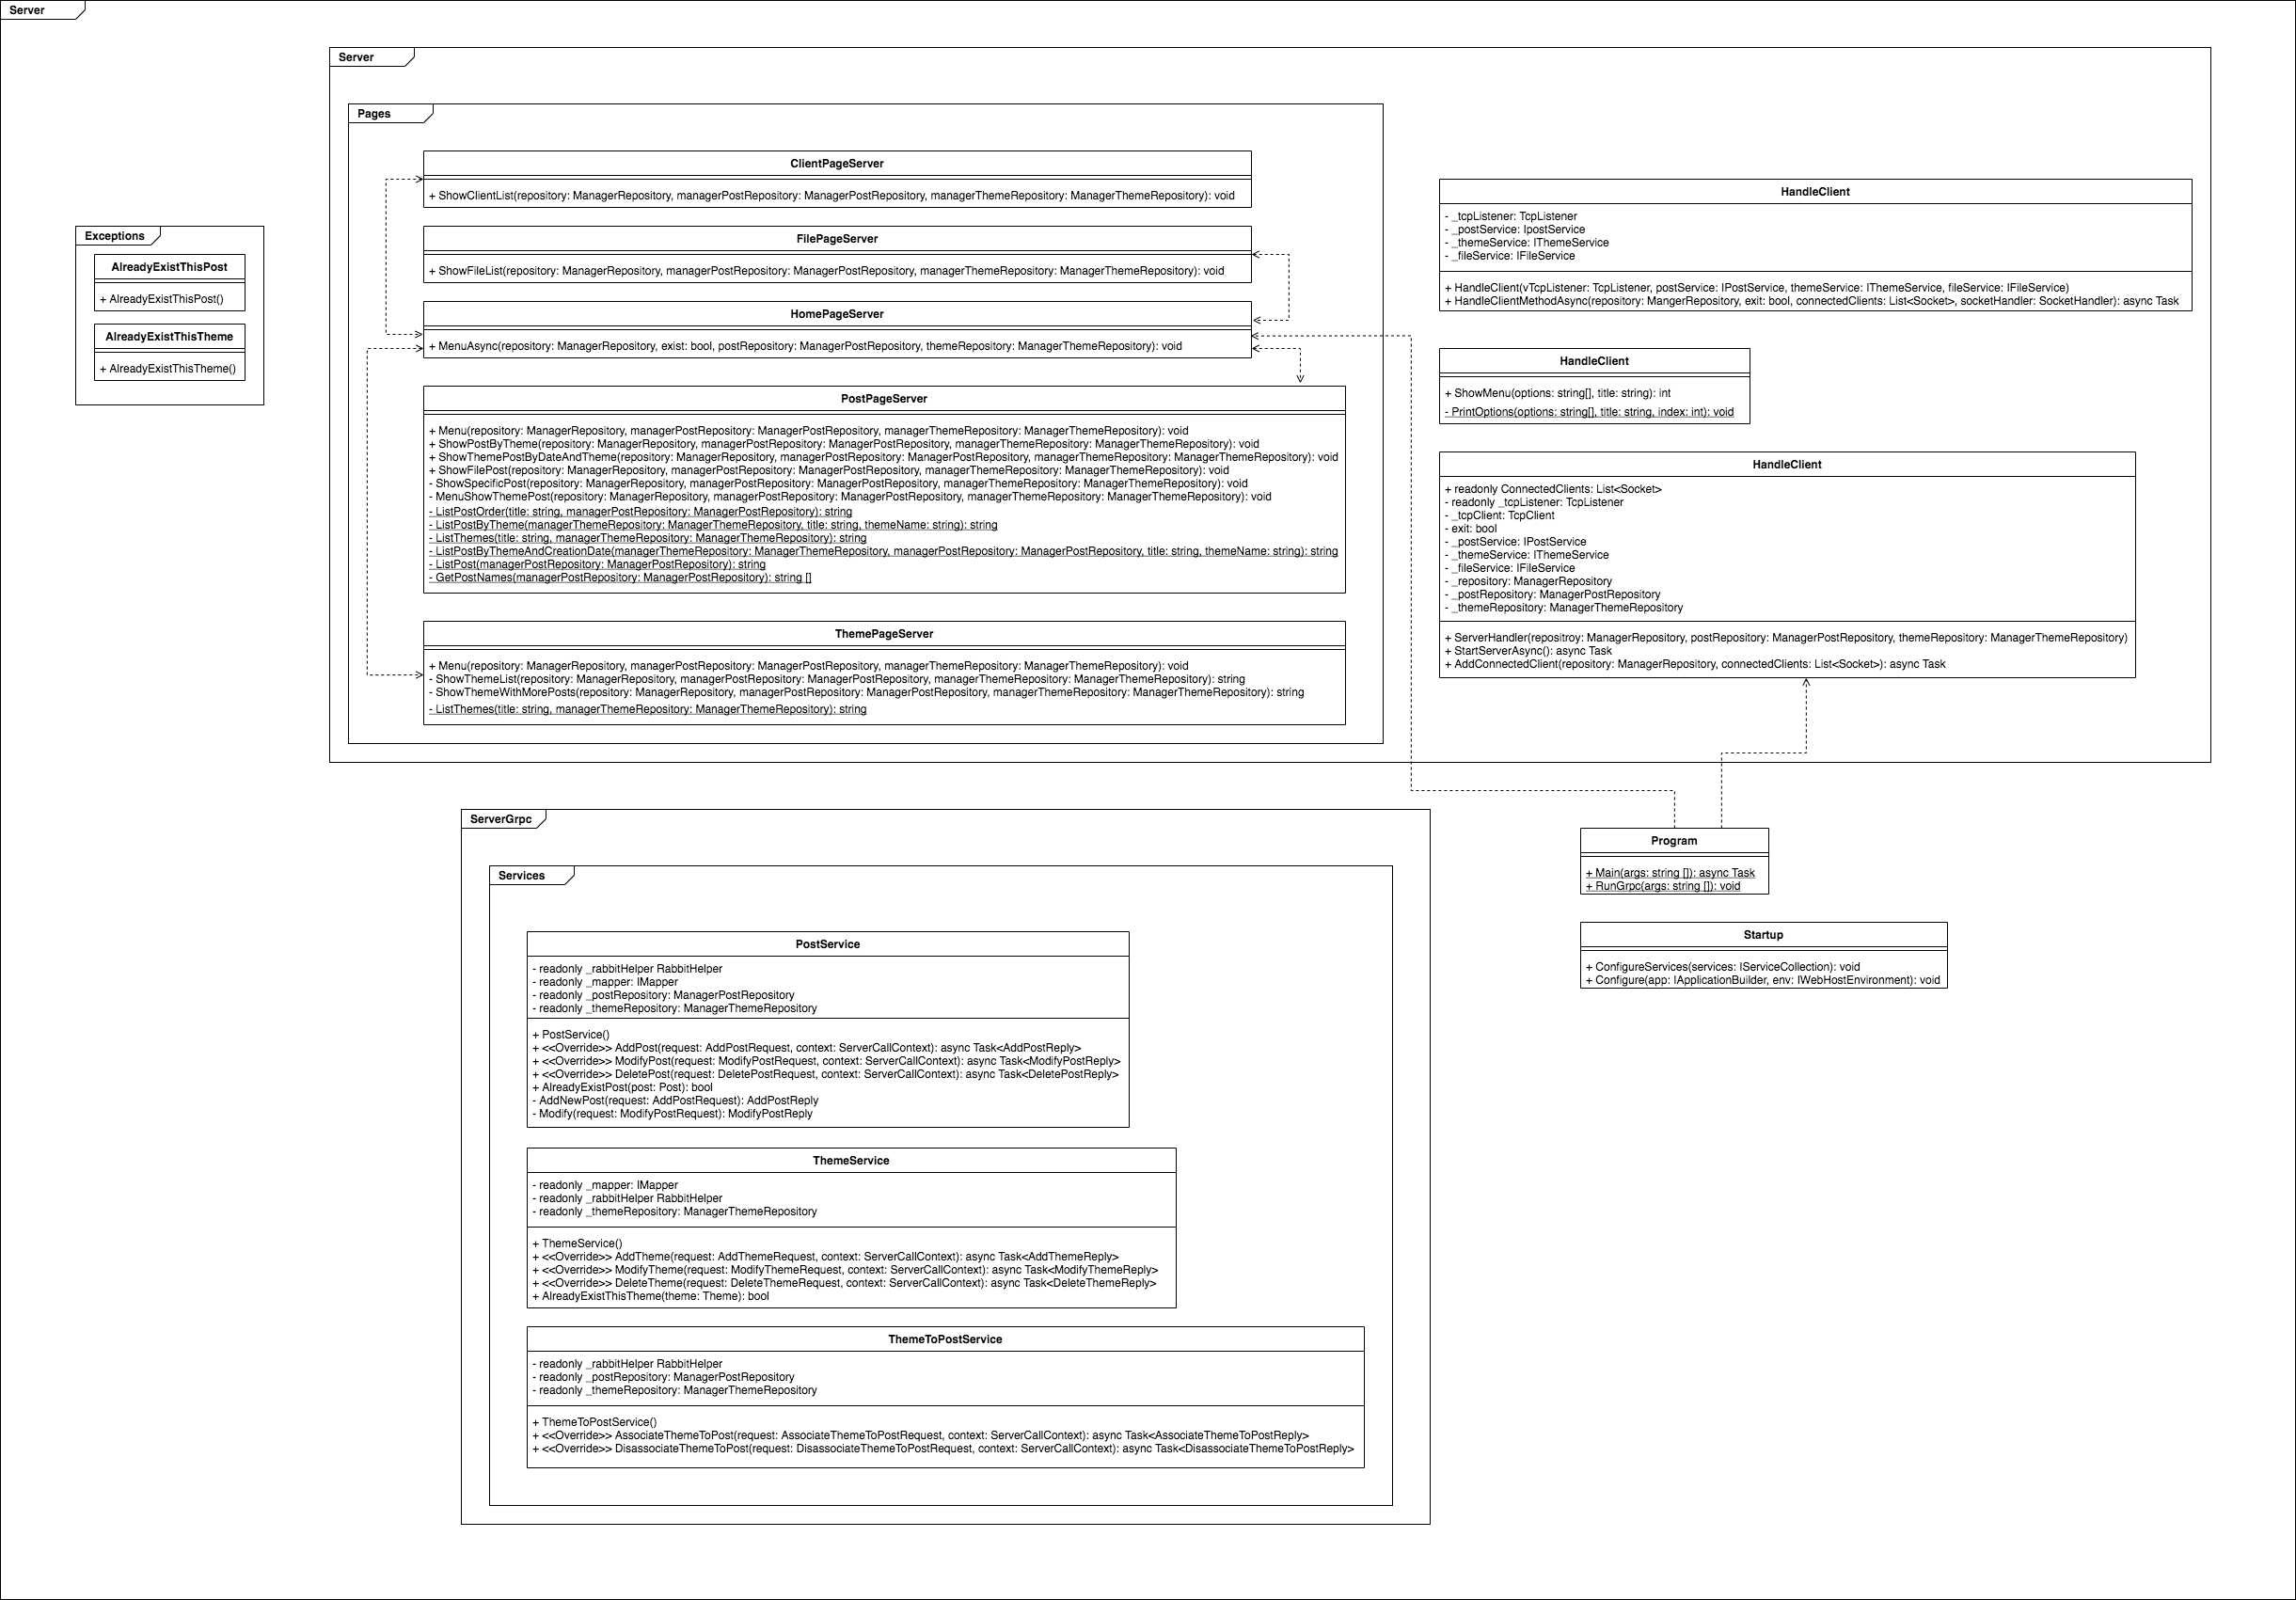 Server
Server
Pages
ClientPageServer
+ ShowClientList(repository: ManagerRepository, managerPostRepository: ManagerPostRepository, managerThemeRepository: ManagerThemeRepository): void
FilePageServer
+ ShowFileList(repository: ManagerRepository, managerPostRepository: ManagerPostRepository, managerThemeRepository: ManagerThemeRepository): void
HomePageServer
+ MenuAsync(repository: ManagerRepository, exist: bool, postRepository: ManagerPostRepository, themeRepository: ManagerThemeRepository): void
PostPageServer
+ Menu(repository: ManagerRepository, managerPostRepository: ManagerPostRepository, managerThemeRepository: ManagerThemeRepository): void
+ ShowPostByTheme(repository: ManagerRepository, managerPostRepository: ManagerPostRepository, managerThemeRepository: ManagerThemeRepository): void
+ ShowThemePostByDateAndTheme(repository: ManagerRepository, managerPostRepository: ManagerPostRepository, managerThemeRepository: ManagerThemeRepository): void
+ ShowFilePost(repository: ManagerRepository, managerPostRepository: ManagerPostRepository, managerThemeRepository: ManagerThemeRepository): void
- ShowSpecificPost(repository: ManagerRepository, managerPostRepository: ManagerPostRepository, managerThemeRepository: ManagerThemeRepository): void
- MenuShowThemePost(repository: ManagerRepository, managerPostRepository: ManagerPostRepository, managerThemeRepository: ManagerThemeRepository): void
- ListPostOrder(title: string, managerPostRepository: ManagerPostRepository): string
- ListPostByTheme(managerThemeRepository: ManagerThemeRepository, title: string, themeName: string): string
- ListThemes(title: string, managerThemeRepository: ManagerThemeRepository): string
- ListPostByThemeAndCreationDate(managerThemeRepository: ManagerThemeRepository, managerPostRepository: ManagerPostRepository, title: string, themeName: string): string
- ListPost(managerPostRepository: ManagerPostRepository): string
- GetPostNames(managerPostRepository: ManagerPostRepository): string []
ThemePageServer
+ Menu(repository: ManagerRepository, managerPostRepository: ManagerPostRepository, managerThemeRepository: ManagerThemeRepository): void
- ShowThemeList(repository: ManagerRepository, managerPostRepository: ManagerPostRepository, managerThemeRepository: ManagerThemeRepository): string
- ShowThemeWithMorePosts(repository: ManagerRepository, managerPostRepository: ManagerPostRepository, managerThemeRepository: ManagerThemeRepository): string
- ListThemes(title: string, managerThemeRepository: ManagerThemeRepository): string
Exceptions
AlreadyExistThisPost
+ AlreadyExistThisPost()
AlreadyExistThisTheme
+ AlreadyExistThisTheme()
HandleClient
- _tcpListener: TcpListener
- _postService: IpostService
- _themeService: IThemeService
- _fileService: IFileService
+ HandleClient(vTcpListener: TcpListener, postService: IPostService, themeService: IThemeService, fileService: IFileService)
+ HandleClientMethodAsync(repository: MangerRepository, exit: bool, connectedClients: List<Socket>, socketHandler: SocketHandler): async Task
HandleClient
+ ShowMenu(options: string[], title: string): int
- PrintOptions(options: string[], title: string, index: int): void
HandleClient
+ readonly ConnectedClients: List<Socket>
- readonly _tcpListener: TcpListener
- _tcpClient: TcpClient
- exit: bool
- _postService: IPostService
- _themeService: IThemeService
- _fileService: IFileService
- _repository: ManagerRepository
- _postRepository: ManagerPostRepository
- _themeRepository: ManagerThemeRepository
+ ServerHandler(repositroy: ManagerRepository, postRepository: ManagerPostRepository, themeRepository: ManagerThemeRepository)
+ StartServerAsync(): async Task
+ AddConnectedClient(repository: ManagerRepository, connectedClients: List<Socket>): async Task
Program
+ Main(args: string []): async Task
+ RunGrpc(args: string []): void
Startup
+ ConfigureServices(services: IServiceCollection): void
+ Configure(app: IApplicationBuilder, env: IWebHostEnvironment): void
ServerGrpc
Services
PostService
- readonly _rabbitHelper RabbitHelper
- readonly _mapper: IMapper
- readonly _postRepository: ManagerPostRepository
- readonly _themeRepository: ManagerThemeRepository
+ PostService()
+ <<Override>> AddPost(request: AddPostRequest, context: ServerCallContext): async Task<AddPostReply>
+ <<Override>> ModifyPost(request: ModifyPostRequest, context: ServerCallContext): async Task<ModifyPostReply>
+ <<Override>> DeletePost(request: DeletePostRequest, context: ServerCallContext): async Task<DeletePostReply>
+ AlreadyExistPost(post: Post): bool
- AddNewPost(request: AddPostRequest): AddPostReply
- Modify(request: ModifyPostRequest): ModifyPostReply
ThemeService
- readonly _mapper: IMapper
- readonly _rabbitHelper RabbitHelper
- readonly _themeRepository: ManagerThemeRepository
+ ThemeService()
+ <<Override>> AddTheme(request: AddThemeRequest, context: ServerCallContext): async Task<AddThemeReply>
+ <<Override>> ModifyTheme(request: ModifyThemeRequest, context: ServerCallContext): async Task<ModifyThemeReply>
+ <<Override>> DeleteTheme(request: DeleteThemeRequest, context: ServerCallContext): async Task<DeleteThemeReply>
+ AlreadyExistThisTheme(theme: Theme): bool
ThemeToPostService
- readonly _rabbitHelper RabbitHelper
- readonly _postRepository: ManagerPostRepository
- readonly _themeRepository: ManagerThemeRepository
+ ThemeToPostService()
+ <<Override>> AssociateThemeToPost(request: AssociateThemeToPostRequest, context: ServerCallContext): async Task<AssociateThemeToPostReply>
+ <<Override>> DisassociateThemeToPost(request: DisassociateThemeToPostRequest, context: ServerCallContext): async Task<DisassociateThemeToPostReply>